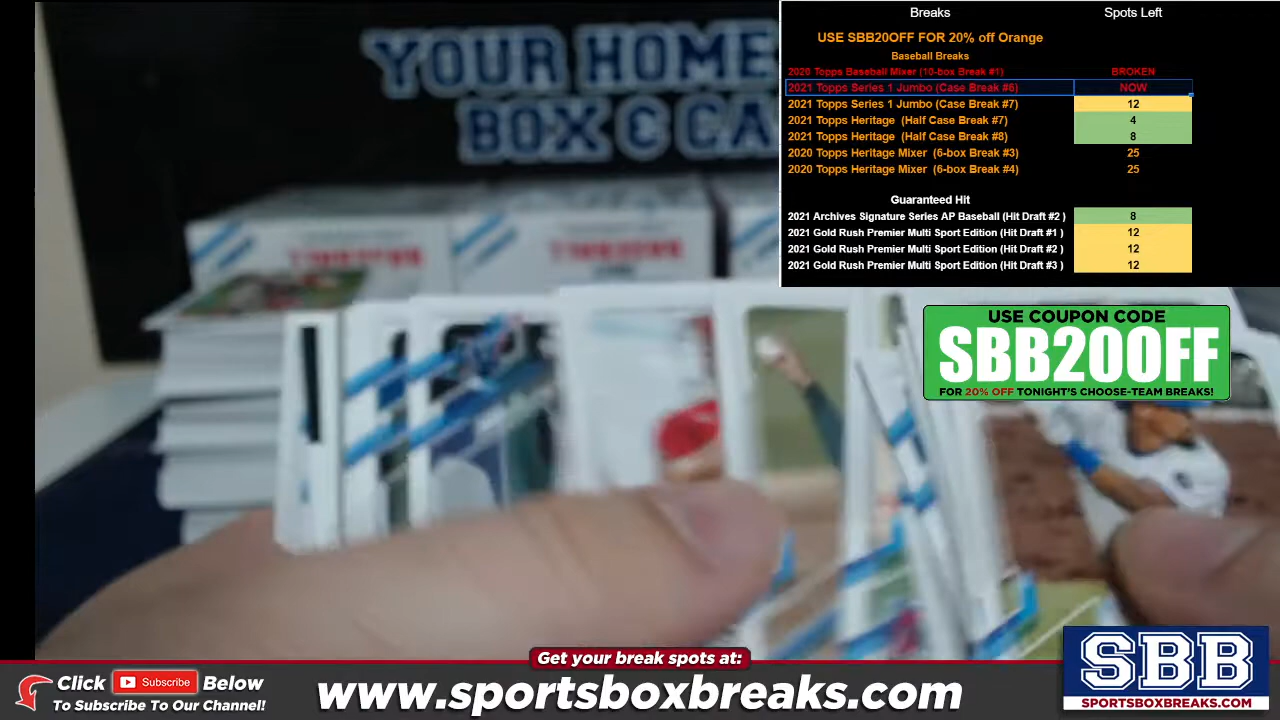 YOUR HOME
BOX & CA
Breaks Spots Left
USE SBB20OFF FOR 20% off Orange
Baseball Breaks
2020 Topps Baseball Mixer (10-box Break #1) BROKEN
2021 Topps Series 1 Jumbo (Case Break #6) NOW
2021 Topps Series 1 Jumbo (Case Break #7) 12
2021 Topps Heritage (Half Case Break #7) 4
2021 Topps Heritage (Half Case Break #8) 8
2020 Topps Heritage Mixer (6-box Break #3) 25
2020 Topps Heritage Mixer (6-box Break #4) 25
Guaranteed Hit
2021 Archives Signature Series AP Baseball (Hit Draft #2 ) 8
2021 Gold Rush Premier Multi Sport Edition (Hit Draft #1 ) 12
2021 Gold Rush Premier Multi Sport Edition (Hit Draft #2 ) 12
2021 Gold Rush Premier Multi Sport Edition (Hit Draft #3 ) 12
USE COUPON CODE
SBB20OFF
FOR 20% OFF TONIGHT'S CHOOSE-TEAM BREAKS!
Get your break spots at:
Click Subscribe Below
To Subscribe To Our Channel!
www.sportsboxbreaks.com
SBB
SPORTSBOXBREAKS.COM